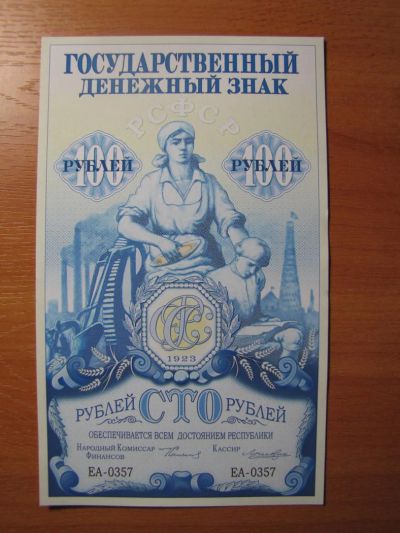 ГОСУДАРСТВЕННЫЙ
ДЕНЕЖНЫЙ ЗНАК
РСФСР
100 РУБЛЕЙ 100 РУБЛЕЙ
1923
РУБЛЕЙ СТО РУБЛЕЙ
ОБЕСПЕЧИВАЕТСЯ ВСЕМ ДОСТОЯНИЕМ РЕСПУБЛИКИ
НАРОДНЫЙ КОМИССАР КАССИР
ФИНАНСОВ
ЕА-0357 ЕА-0357